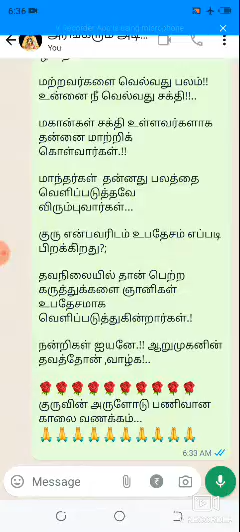 6:36
You
மற்றவர்களை வெல்வது பலம்!!
உன்னை நீ வெல்வது சக்தி!!..
மகான்கள் சக்தி உள்ளவர்களாக
தன்னை மாற்றிக்
கொள்வார்கள்.!!
மாந்தர்கள் தன்னது பலத்தை
வெளிப்படுத்தவே
விரும்புவார்கள்...
குரு என்பவரிடம் உபதேசம் எப்படி
பிறக்கிறது?;
தவநிலையில் தான் பெற்ற
கருத்துக்களை ஞானிகள்
உபதேசமாக
வெளிப்படுத்துகின்றார்கள்.!
நன்றிகள் ஐயனே.!! ஆறுமுகனின்
தவத்தோன் ,வாழ்க!..
🌹🌹🌹🌹🌹🌹🌹🌹🌹🌹
குருவின் அருளோடு பணிவான
காலை வணக்கம்...
🙏🙏🙏🙏🙏🙏🙏🙏🙏🙏
6:33 AM
Message